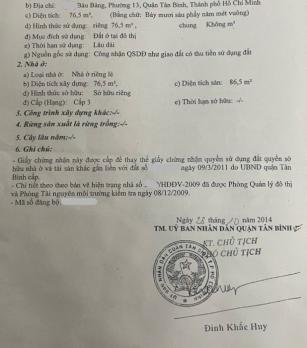 b) Địa chỉ: Bàu Bàng, Phường 13, Quận Tân Bình, Thành phố Hồ Chí Minh
c) Diện tích: 76,5 m², (Bằng chữ: Bảy mươi sáu phẩy năm mét vuông)
d) Hình thức sử dụng: riêng 76,5 m², chung Không m²
đ) Mục đích sử dụng: Đất ở tại đô thị
e) Thời hạn sử dụng: Lâu dài
g) Nguồn gốc sử dụng: Công nhận QSDĐ như giao đất có thu tiền sử dụng đất
2. Nhà ở:
a) Loại nhà ở: Nhà ở riêng lẻ
b) Diện tích xây dựng: 76,5 m², c) Diện tích sàn: 86,5 m²
d) Hình thức sở hữu: Sở hữu riêng
đ) Cấp (Hạng): Cấp 3 e) Thời hạn sở hữu: -/-
3. Công trình xây dựng khác:-/-
4. Rừng sản xuất là rừng trồng:-/-
5. Cây lâu năm:-/-
6. Ghi chú:
- Giấy chứng nhận này được cấp để thay thế giấy chứng nhận quyền sử dụng đất quyền sở hữu nhà ở và tài sản khác gắn liền với đất số ngày 09/3/2011 do UBND quận Tân Bình cấp.
- Chi tiết theo theo bản vẽ hiện trạng nhà số . YHĐĐV-2009 đã được Phòng Quản lý đô thị và Phòng Tài nguyên môi trường kiểm tra ngày 08/12/2009.
- Mã số đăng bộ.
Ngày 28 tháng 10 năm 2014
TM. UỶ BAN NHÂN DÂN QUẬN TÂN BÌNH
KT. CHỦ TỊCH
PHÓ CHỦ TỊCH
Đinh Khắc Huy